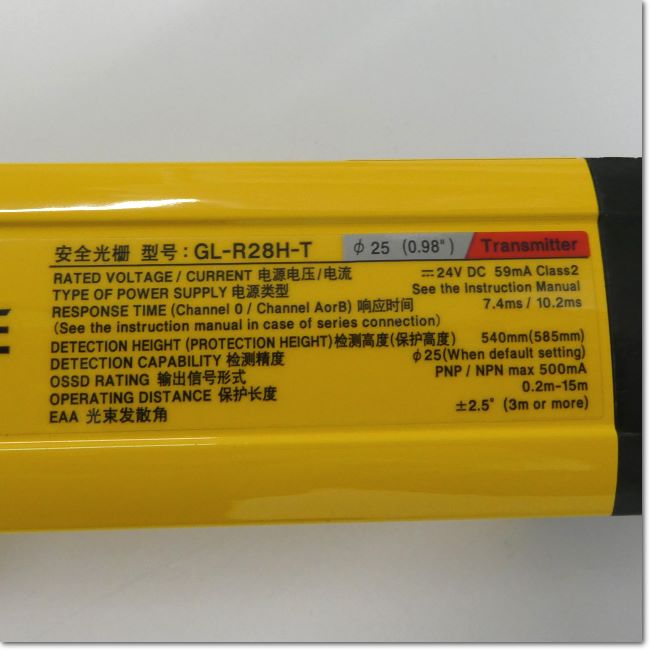 安全光栅 型号: GL-R28H-T ϕ 25 (0.98") Transmitter
RATED VOLTAGE / CURRENT 电源电压/电流 ⎓24V DC 59mA Class2
TYPE OF POWER SUPPLY 电源类型 See the Instruction Manual
RESPONSE TIME (Channel 0 / Channel AorB) 响应时间 7.4ms / 10.2ms
(See the instruction manual in case of series connection)
DETECTION HEIGHT (PROTECTION HEIGHT)检测高度(保护高度) 540mm(585mm)
DETECTION CAPABILITY 检测精度 ϕ25(When default setting)
OSSD RATING 输出信号形式 PNP / NPN max 500mA
OPERATING DISTANCE 保护长度 0.2m-15m
EAA 光束发散角 ±2.5° (3m or more)